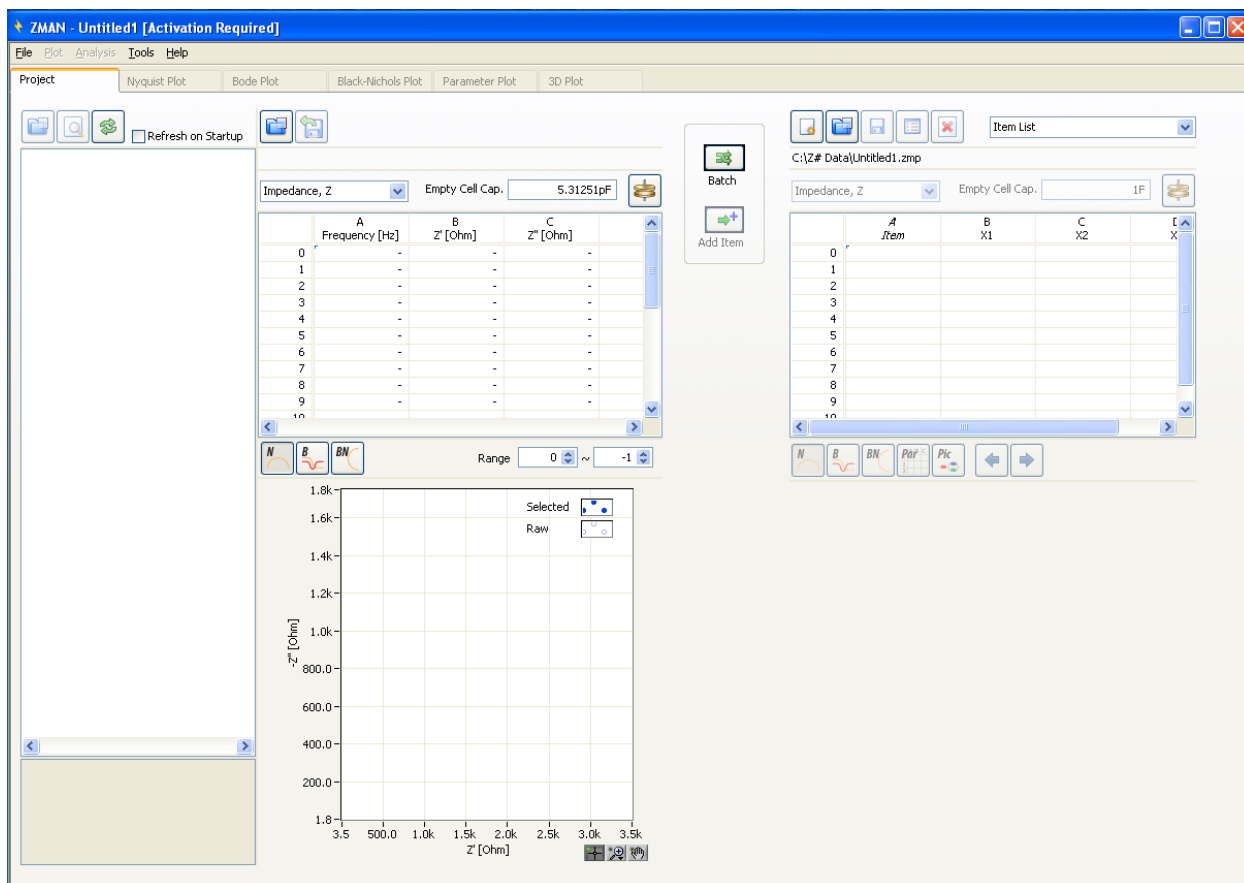 ZMAN - Untitled1 [Activation Required]
File Plot Analysis Tools Help
Project Nyquist Plot Bode Plot Black-Nichols Plot Parameter Plot 3D Plot
Refresh on Startup
Item List
C:\Z# Data\Untitled1.zmp
Batch
Add Item
Impedance, Z Empty Cell Cap. 5.31251pF
Impedance, Z Empty Cell Cap. 1F
A B C
Frequency [Hz] Z' [Ohm] Z" [Ohm]
0 - - -
1 - - -
2 - - -
3 - - -
4 - - -
5 - - -
6 - - -
7 - - -
8 - - -
9 - - -
10
A B C D
Item X1 X2 X
0
1
2
3
4
5
6
7
8
9
10
N B BN Range 0 ~ -1
N B BN Par Pic
Selected
Raw
-Z" [Ohm]
1.8k
1.6k
1.4k
1.2k
1.0k
800.0
600.0
400.0
200.0
1.8
3.5 500.0 1.0k 1.5k 2.0k 2.5k 3.0k 3.5k
Z' [Ohm]